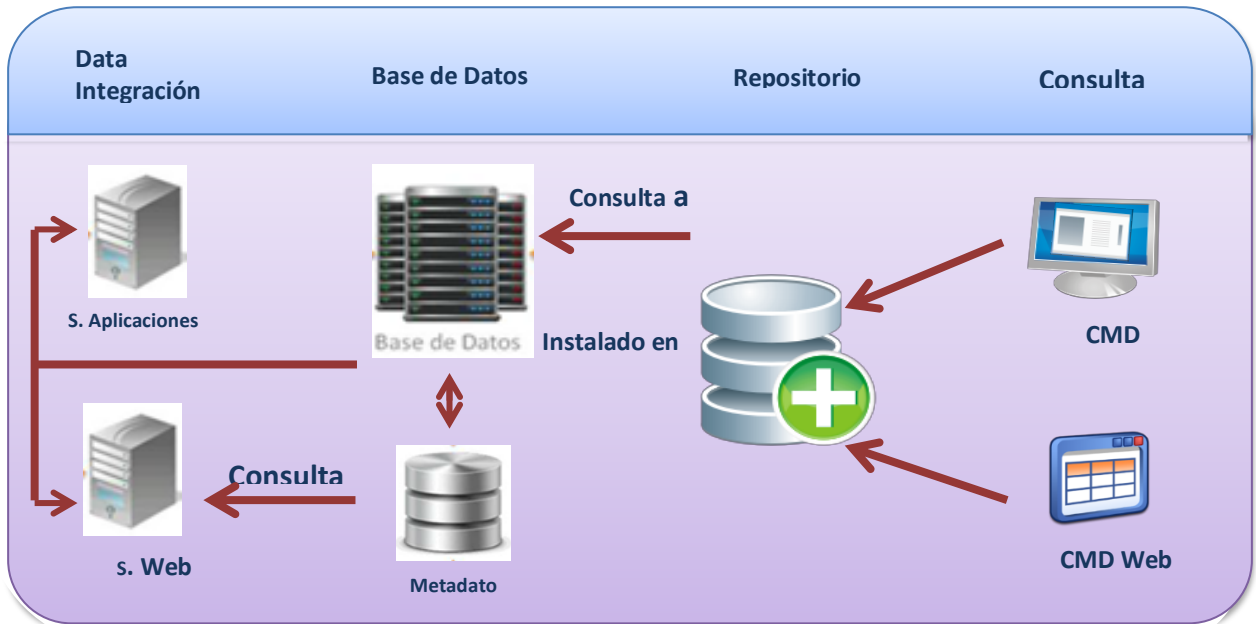 Data
Integración
Base de Datos
Repositorio
Consulta
Consulta a
S. Aplicaciones
Base de Datos
Instalado en
CMD
Consulta
s. Web
Metadato
CMD Web